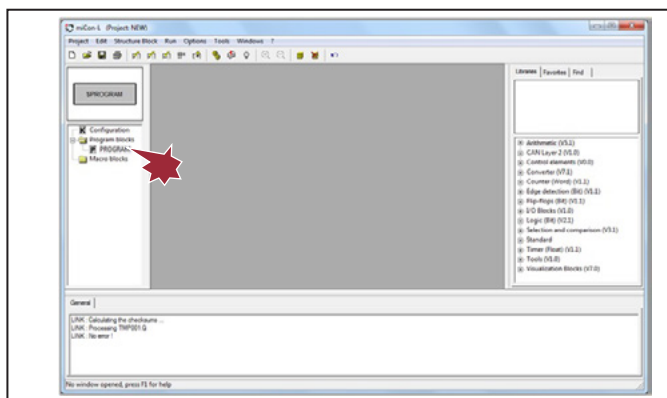 miCon-L (Project: NEW)
Project Edit Structure Block Run Options Tools Windows ?
SPROGRAM
Configuration
Program blocks
PROGRAM
Macro blocks
Libraries Favorites Find
Arithmetic (V5.1)
CAN Layer 2 (V1.0)
Control elements (V0.0)
Converter (V7.1)
Counter (Word) (V1.1)
Edge detection (Bit) (V1.1)
Flip-Flops (Bit) (V1.1)
I/O Blocks (V1.0)
Logic (Bit) (V2.1)
Selection and comparison (V3.1)
Standard
Timer (Float) (V1.1)
Tools (V1.0)
Visualization Blocks (V7.0)
General
LINK : Calculating the checksums ...
LINK : Processing TMP001.Q
LINK : No error !
No window opened, press F1 for help